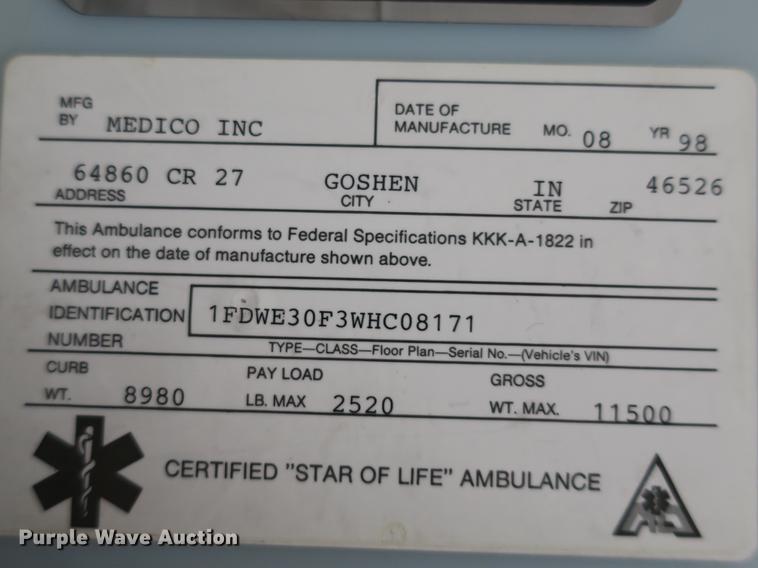 MFG
BY MEDICO INC
DATE OF
MANUFACTURE MO. 08 YR 98
64860 CR 27 GOSHEN IN 46526
ADDRESS CITY STATE ZIP
This Ambulance conforms to Federal Specifications KKK-A-1822 in
effect on the date of manufacture shown above.
AMBULANCE
IDENTIFICATION 1FDWE30F3WHC08171
NUMBER TYPE—CLASS—Floor Plan—Serial No.—(Vehicle's VIN)
CURB PAY LOAD GROSS
WT. 8980 LB. MAX 2520 WT. MAX. 11500
CERTIFIED "STAR OF LIFE" AMBULANCE
Purple Wave Auction